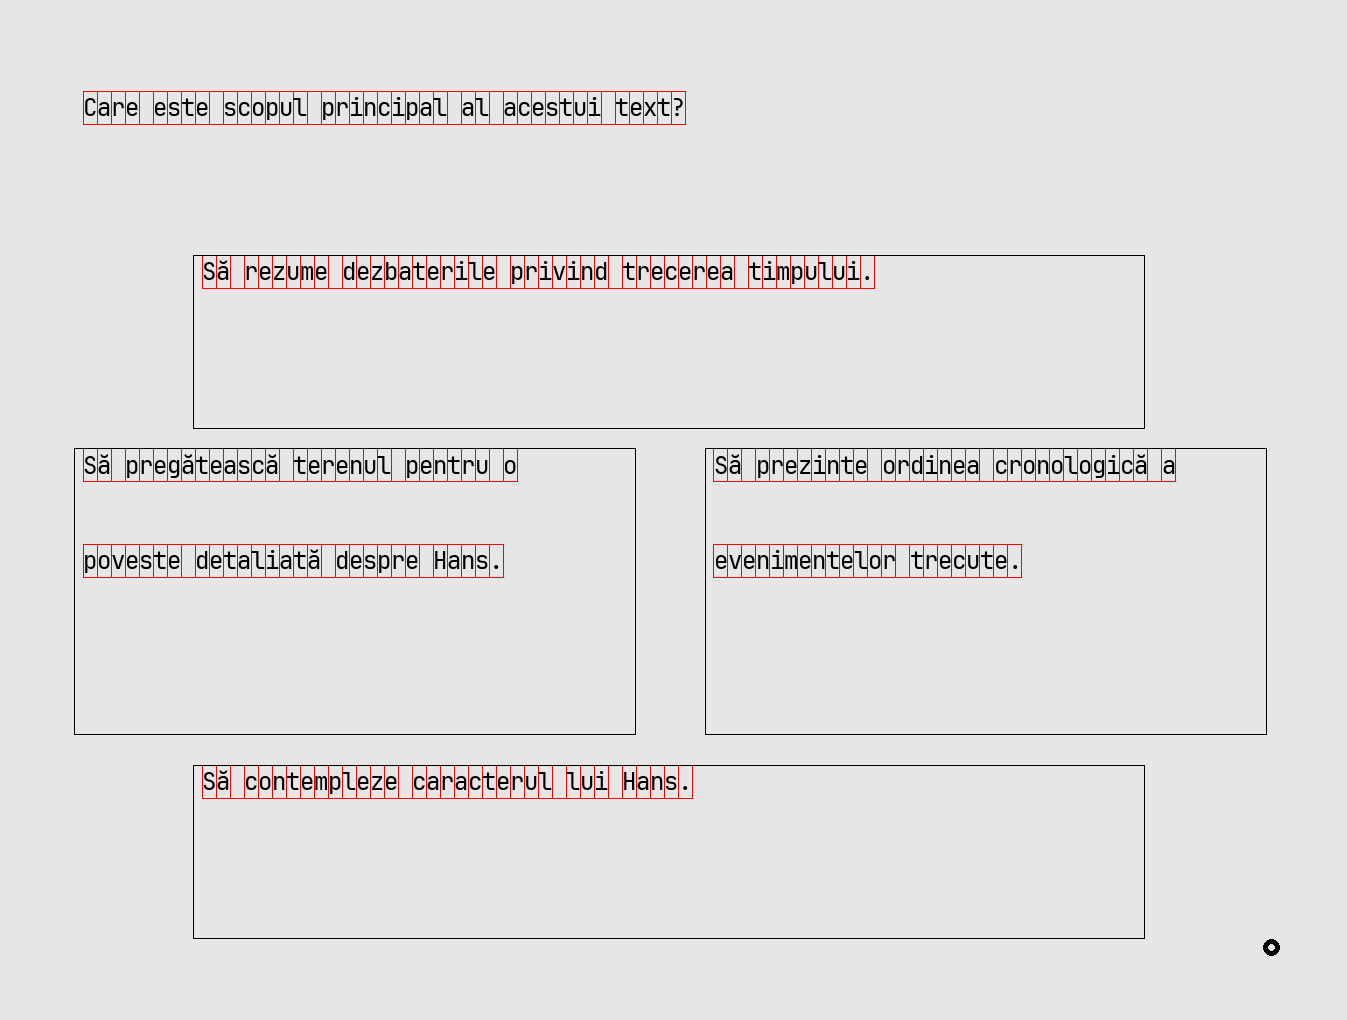 Care este scopul principal al acestui text?
Să rezume dezbaterile privind trecerea timpului.
Să pregătească terenul pentru o
poveste detaliată despre Hans.
Să prezinte ordinea cronologică a
evenimentelor trecute.
Să contempleze caracterul lui Hans.